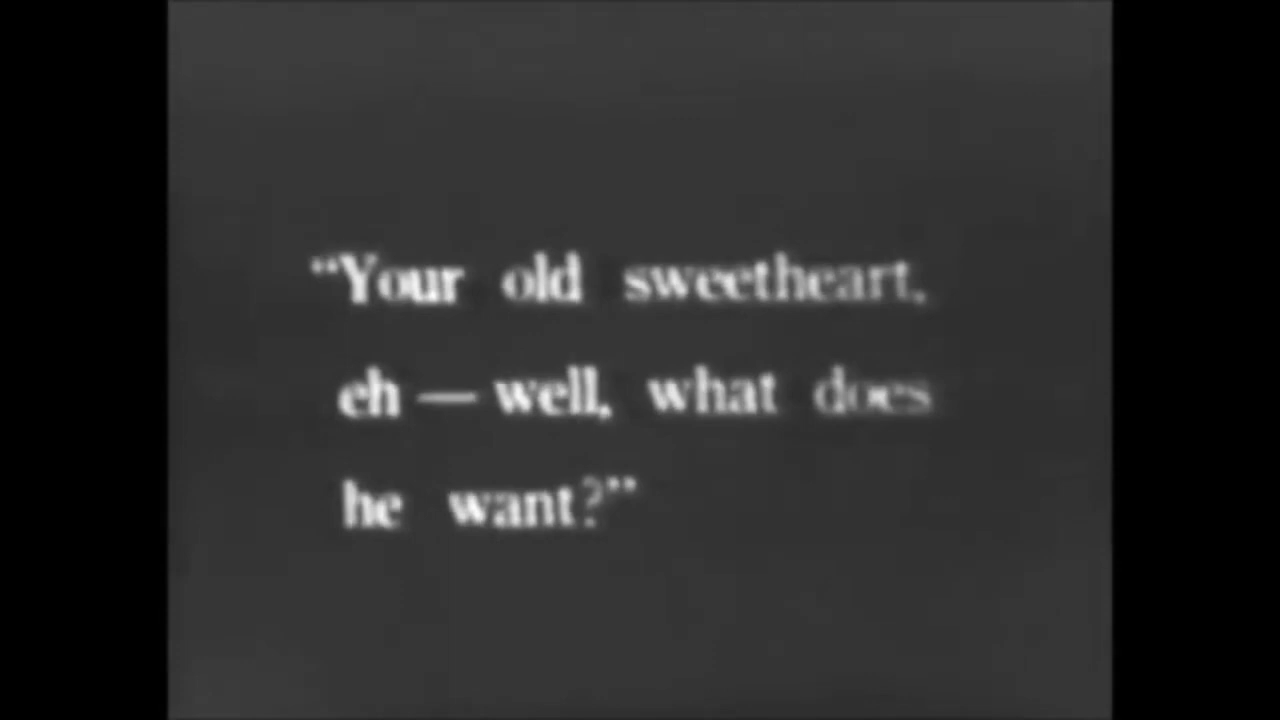 “Your old sweetheart,
eh — well, what does
he want?”